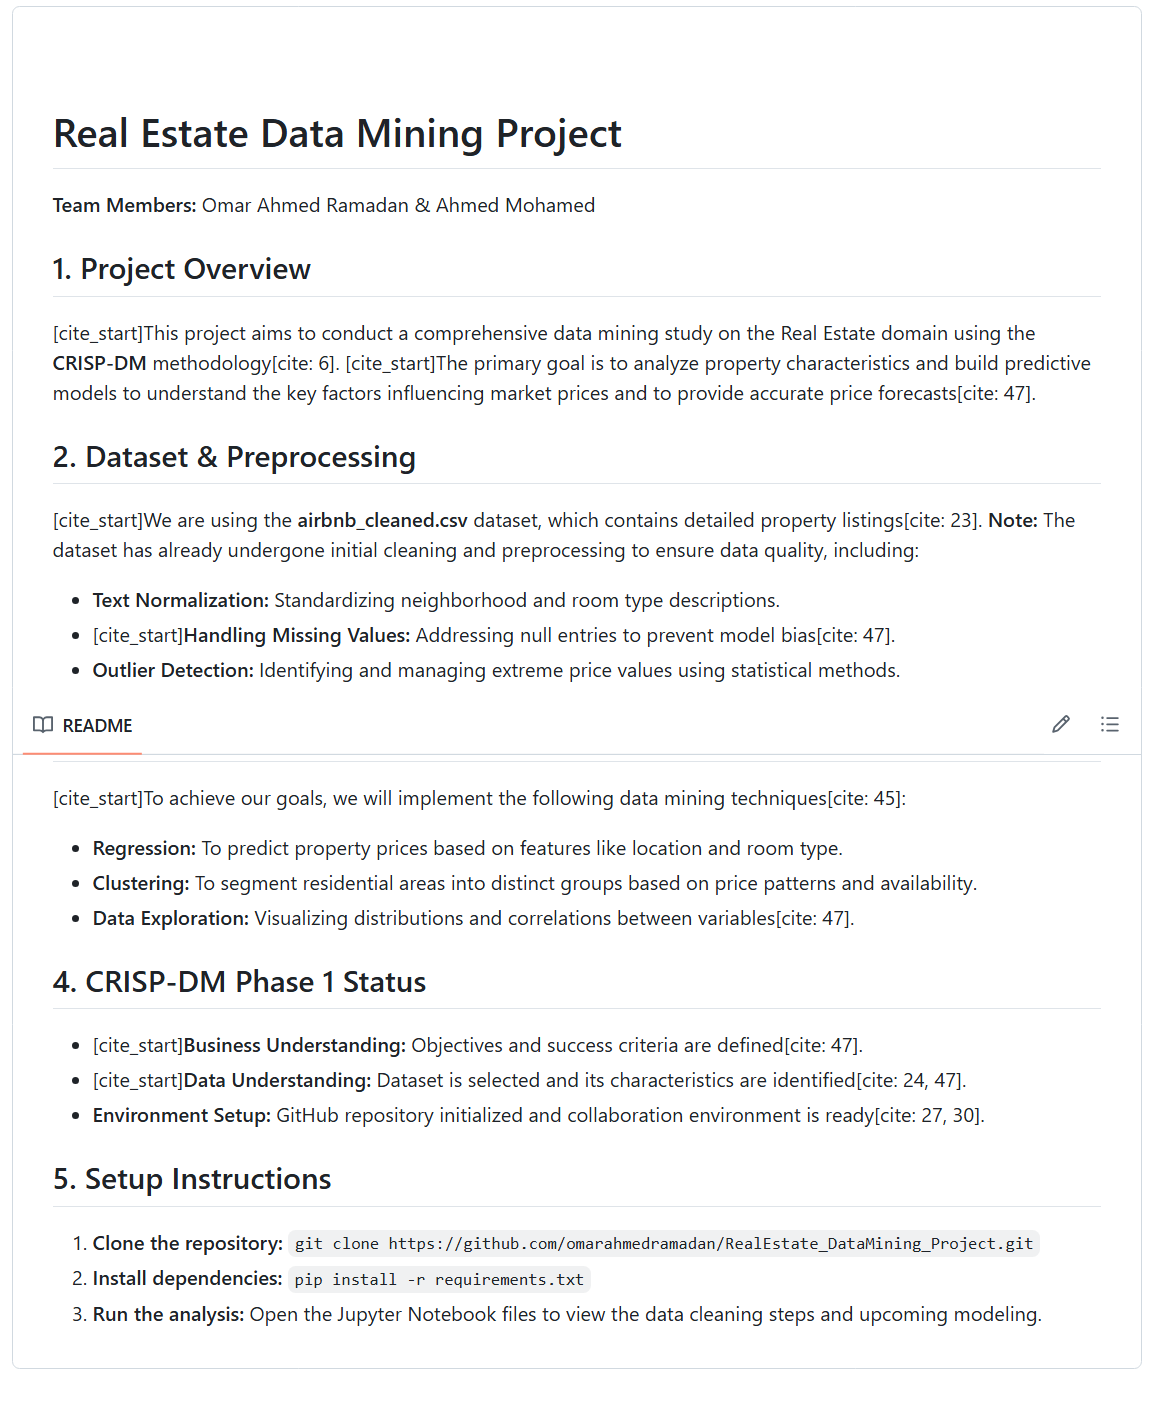 Real Estate Data Mining Project
Team Members: Omar Ahmed Ramadan & Ahmed Mohamed
1. Project Overview
[cite_start]This project aims to conduct a comprehensive data mining study on the Real Estate domain using the
CRISP-DM methodology[cite: 6]. [cite_start]The primary goal is to analyze property characteristics and build predictive
models to understand the key factors influencing market prices and to provide accurate price forecasts[cite: 47].
2. Dataset & Preprocessing
[cite_start]We are using the airbnb_cleaned.csv dataset, which contains detailed property listings[cite: 23]. Note: The
dataset has already undergone initial cleaning and preprocessing to ensure data quality, including:
• Text Normalization: Standardizing neighborhood and room type descriptions.
• [cite_start]Handling Missing Values: Addressing null entries to prevent model bias[cite: 47].
• Outlier Detection: Identifying and managing extreme price values using statistical methods.
README
[cite_start]To achieve our goals, we will implement the following data mining techniques[cite: 45]:
• Regression: To predict property prices based on features like location and room type.
• Clustering: To segment residential areas into distinct groups based on price patterns and availability.
• Data Exploration: Visualizing distributions and correlations between variables[cite: 47].
4. CRISP-DM Phase 1 Status
• [cite_start]Business Understanding: Objectives and success criteria are defined[cite: 47].
• [cite_start]Data Understanding: Dataset is selected and its characteristics are identified[cite: 24, 47].
• Environment Setup: GitHub repository initialized and collaboration environment is ready[cite: 27, 30].
5. Setup Instructions
1. Clone the repository: git clone https://github.com/omarahmedramadan/RealEstate_DataMining_Project.git
2. Install dependencies: pip install -r requirements.txt
3. Run the analysis: Open the Jupyter Notebook files to view the data cleaning steps and upcoming modeling.